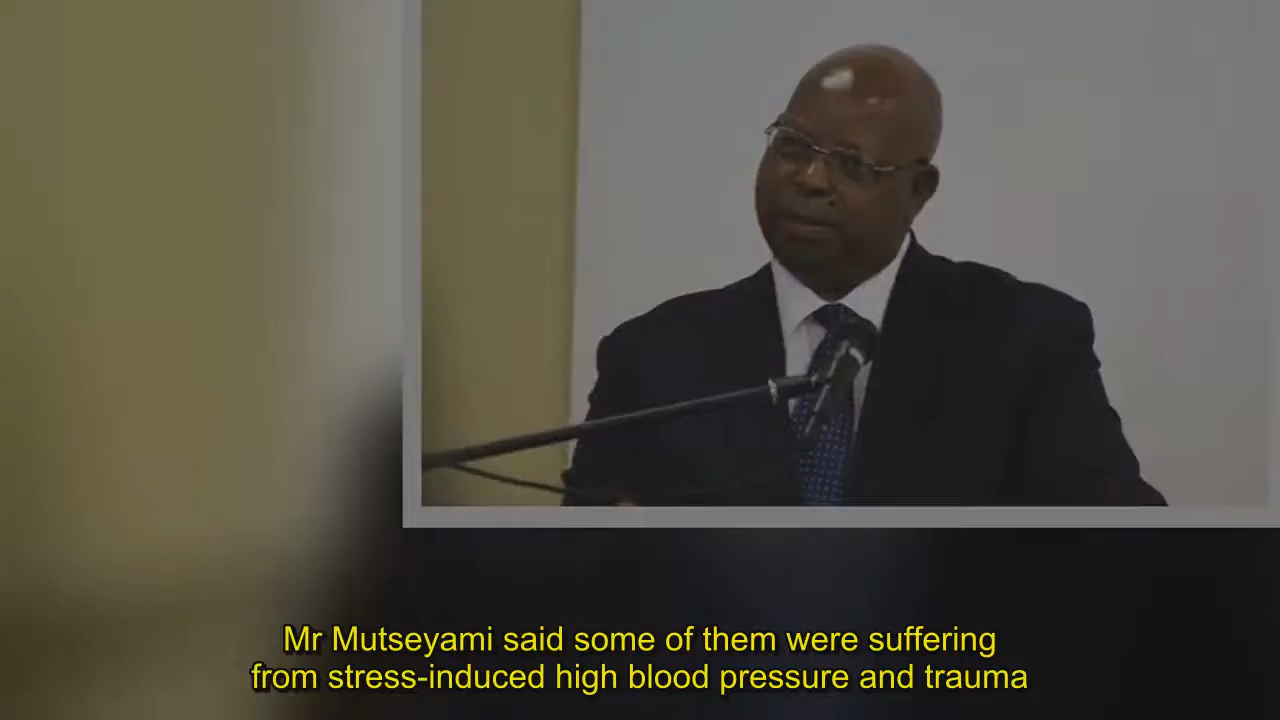 Mr Mutseyami said some of them were suffering
from stress-induced high blood pressure and trauma